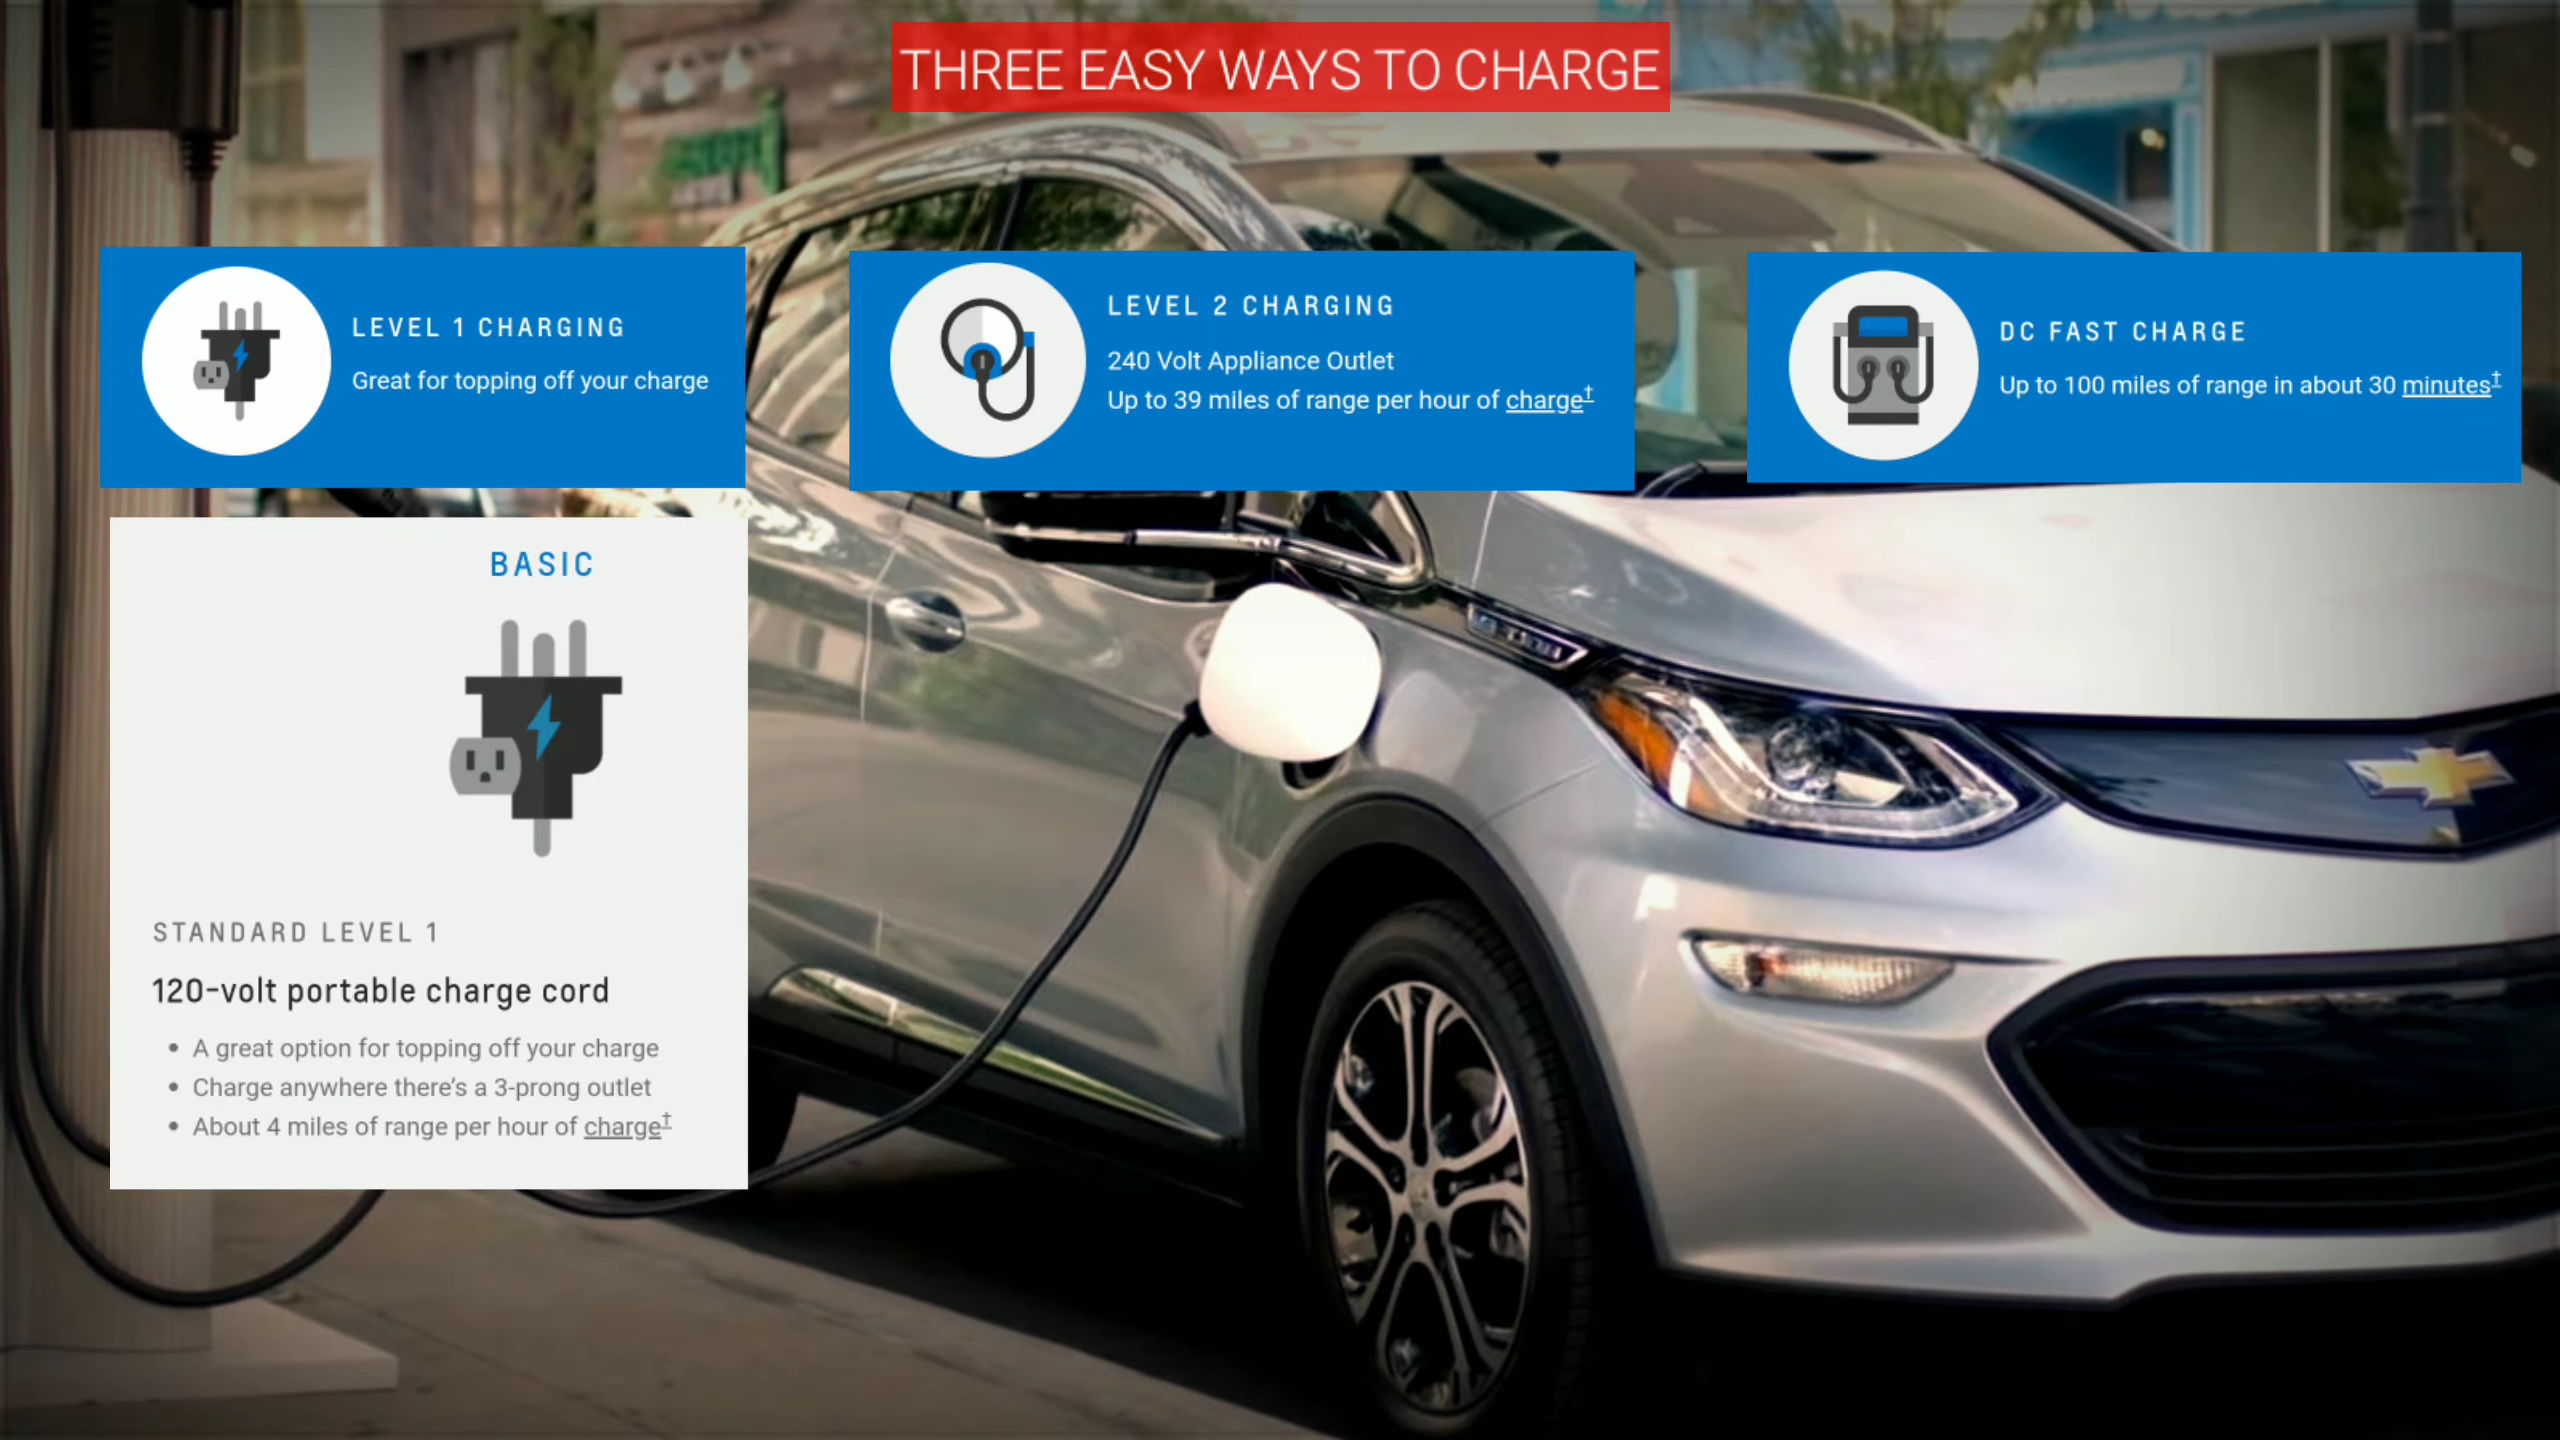 THREE EASY WAYS TO CHARGE
LEVEL 1 CHARGING
Great for topping off your charge
LEVEL 2 CHARGING
240 Volt Appliance Outlet
Up to 39 miles of range per hour of charge†
DC FAST CHARGE
Up to 100 miles of range in about 30 minutes†
BASIC
STANDARD LEVEL 1
120-volt portable charge cord
• A great option for topping off your charge
• Charge anywhere there's a 3-prong outlet
• About 4 miles of range per hour of charge†